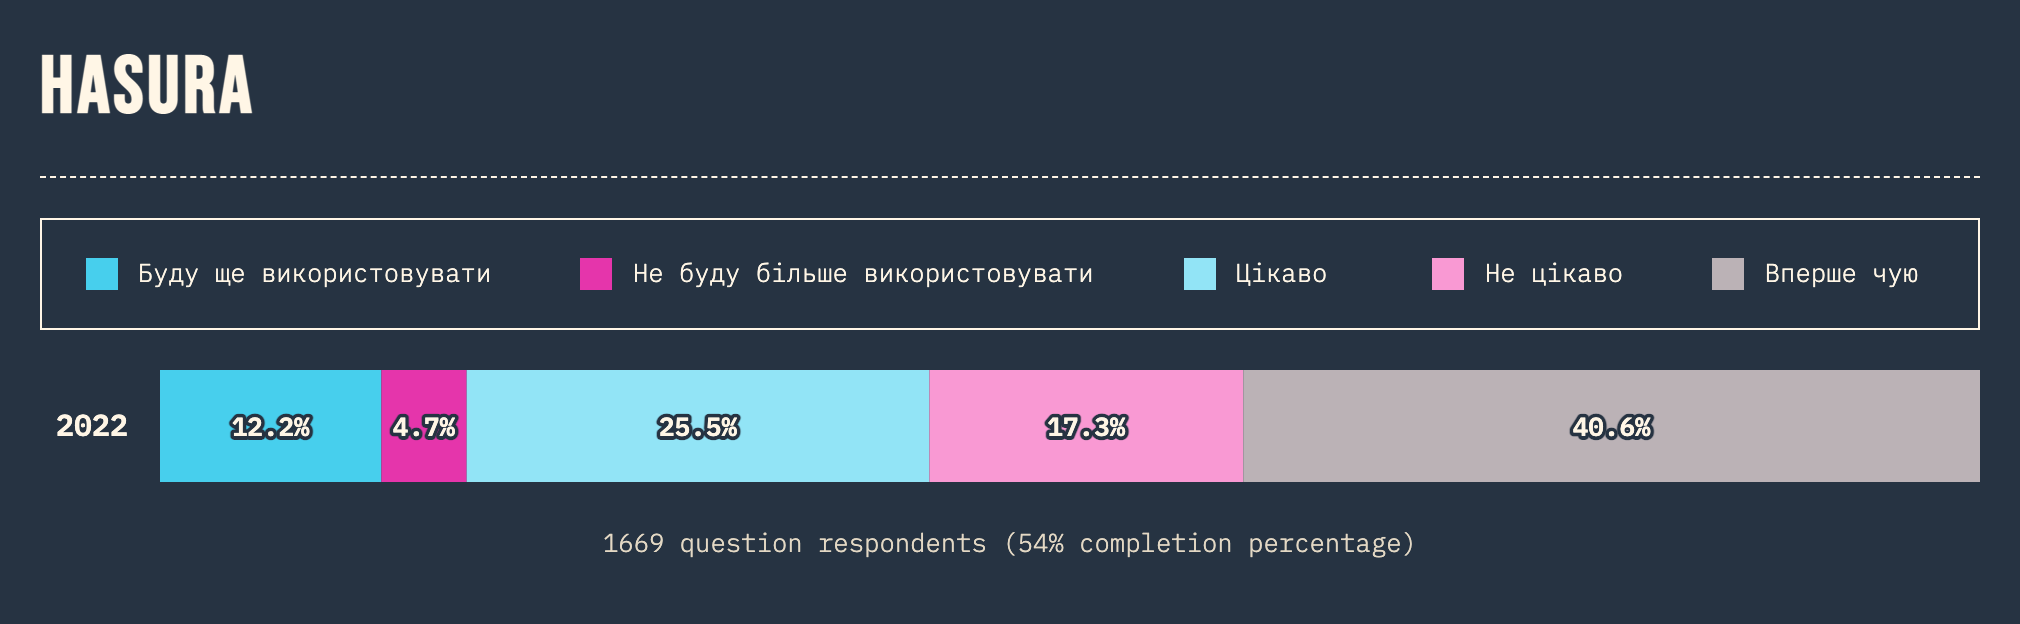 HASURA
Буду ще використовувати Не буду більше використовувати Цікаво Не цікаво Вперше чую
2022 12.2% 4.7% 25.5% 17.3% 40.6%
1669 question respondents (54% completion percentage)